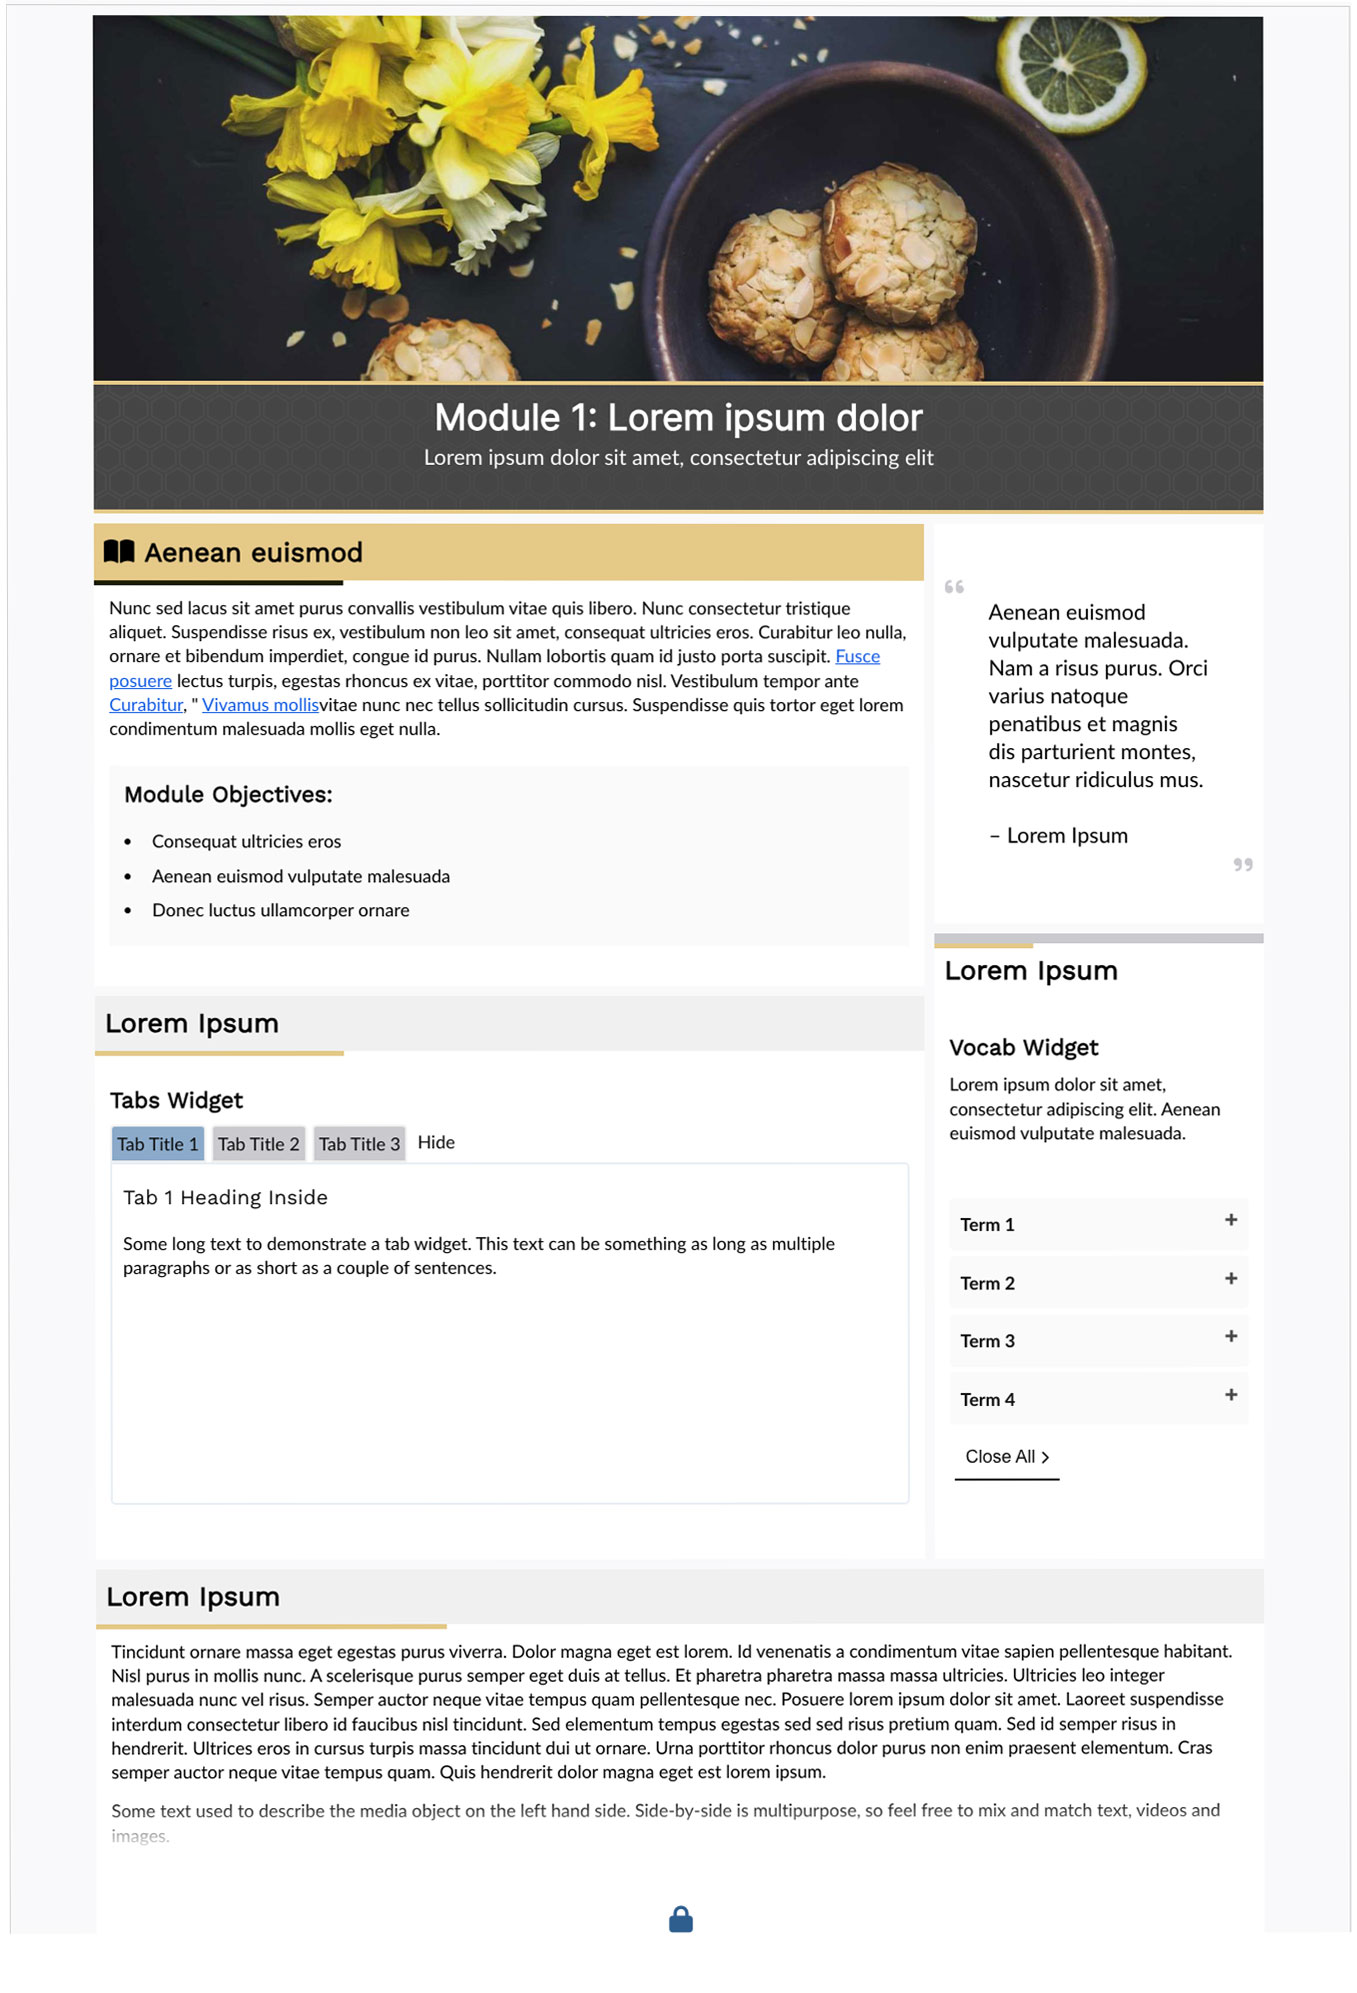 Module 1: Lorem ipsum dolor
Lorem ipsum dolor sit amet, consectetur adipiscing elit
Aenean euismod
Nunc sed lacus sit amet purus convallis vestibulum vitae quis libero. Nunc consectetur tristique
aliquet. Suspendisse risus ex, vestibulum non leo sit amet, consequat ultricies eros. Curabitur leo nulla,
ornare et bibendum imperdiet, congue id purus. Nullam lobortis quam id justo porta suscipit. Fusce
posuere lectus turpis, egestas rhoncus ex vitae, porttitor commodo nisl. Vestibulum tempor ante
Curabitur, " Vivamus mollisvitae nunc nec tellus sollicitudin cursus. Suspendisse quis tortor eget lorem
condimentum malesuada mollis eget nulla.
Module Objectives:
• Consequat ultricies eros
• Aenean euismod vulputate malesuada
• Donec luctus ullamcorper ornare
“
Aenean euismod
vulputate malesuada.
Nam a risus purus. Orci
varius natoque
penatibus et magnis
dis parturient montes,
nascetur ridiculus mus.
– Lorem Ipsum
”
Lorem Ipsum
Tabs Widget
Tab Title 1 Tab Title 2 Tab Title 3 Hide
Tab 1 Heading Inside
Some long text to demonstrate a tab widget. This text can be something as long as multiple
paragraphs or as short as a couple of sentences.
Lorem Ipsum
Vocab Widget
Lorem ipsum dolor sit amet,
consectetur adipiscing elit. Aenean
euismod vulputate malesuada.
Term 1 +
Term 2 +
Term 3 +
Term 4 +
Close All >
Lorem Ipsum
Tincidunt ornare massa eget egestas purus viverra. Dolor magna eget est lorem. Id venenatis a condimentum vitae sapien pellentesque habitant.
Nisl purus in mollis nunc. A scelerisque purus semper eget duis at tellus. Et pharetra pharetra massa massa ultricies. Ultricies leo integer
malesuada nunc vel risus. Semper auctor neque vitae tempus quam pellentesque nec. Posuere lorem ipsum dolor sit amet. Laoreet suspendisse
interdum consectetur libero id faucibus nisl tincidunt. Sed elementum tempus egestas sed sed risus pretium quam. Sed id semper risus in
hendrerit. Ultrices eros in cursus turpis massa tincidunt dui ut ornare. Urna porttitor rhoncus dolor purus non enim praesent elementum. Cras
semper auctor neque vitae tempus quam. Quis hendrerit dolor magna eget est lorem ipsum.
Some text used to describe the media object on the left hand side. Side-by-side is multipurpose, so feel free to mix and match text, videos and
images.